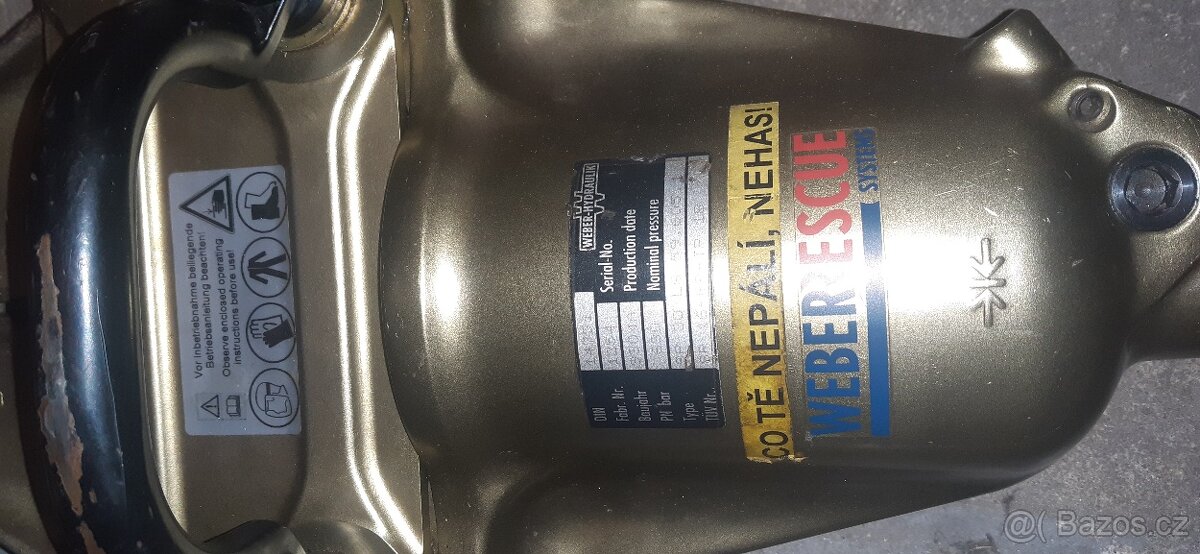 Vor Inbetriebnahme beiliegende
Betriebsanleitung beachten!
Observe enclosed operating
instructions before use!
WEBER-HYDRAULIK
DIN
Fabr. Nr. Serial-No.
Baujahr Production date
PN bar Nominal pressure
Type
TÜV Nr.
CO TĚ NEPÁLÍ, NEHAS!
WEBER RESCUE
SYSTEMS
@( Bazos.cz